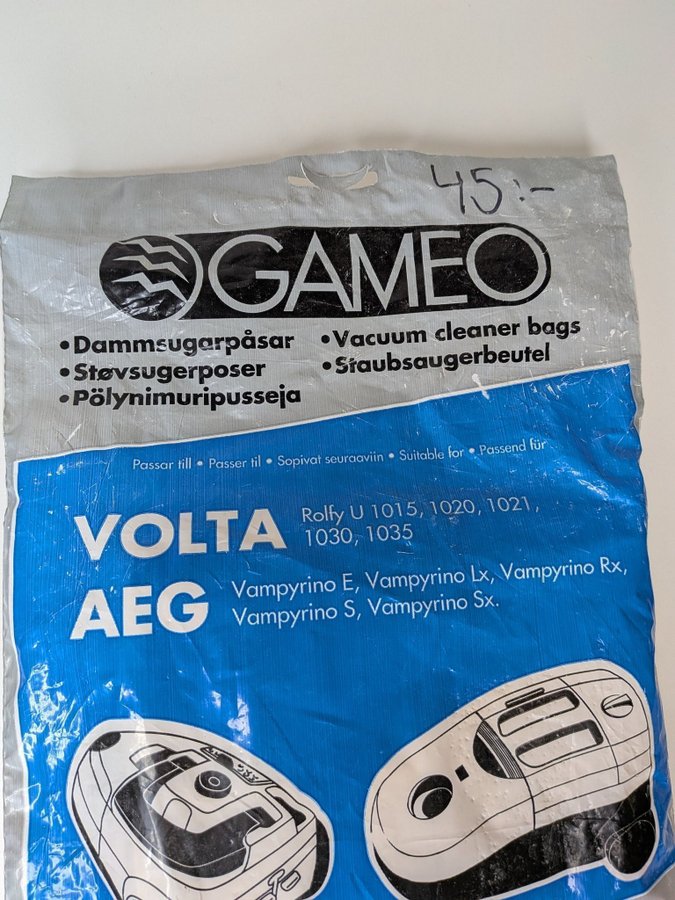 45:-
GAMEO
• Dammsugarpåsar
• Støvsugerposer
• Pölynimuripusseja
• Vacuum cleaner bags
• Staubsaugerbeutel
Passar till • Passer til • Sopivat seuraaviin • Suitable for • Passend für
VOLTA
Rolfy U 1015, 1020, 1021,
1030, 1035
AEG
Vampyrino E, Vampyrino Lx, Vampyrino Rx,
Vampyrino S, Vampyrino Sx.